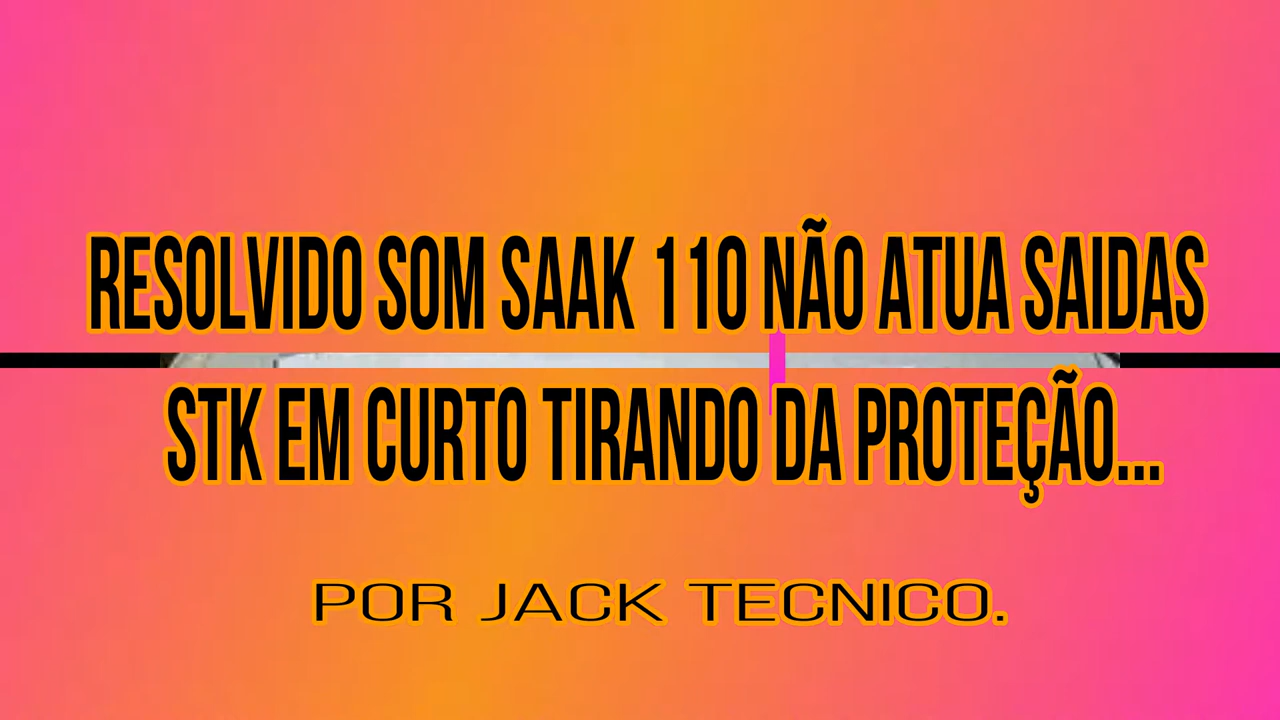 RESOLVIDO SOM SAAK 110 NÃO ATUA SAIDAS
STK EM CURTO TIRANDO DA PROTEÇÃO...
POR JACK TECNICO.